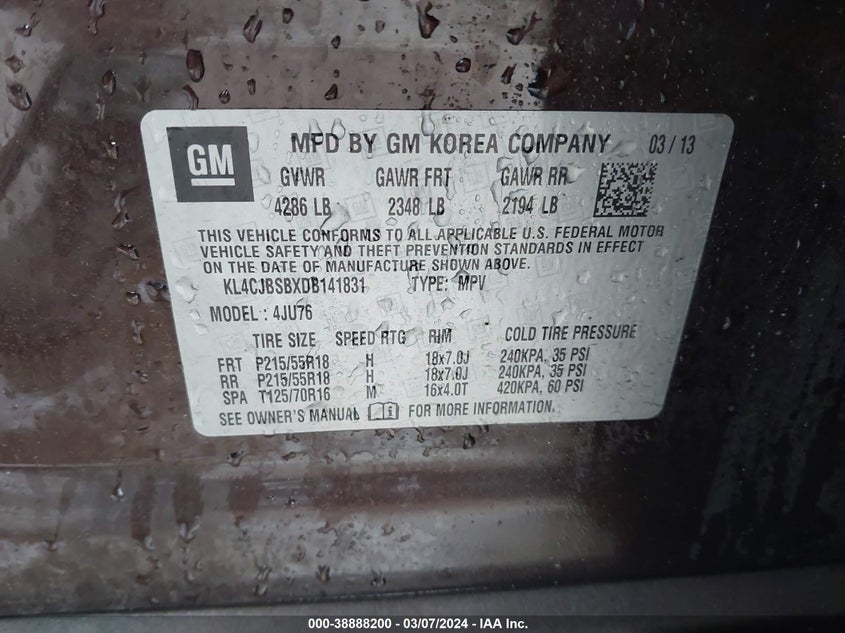 GM
MFD BY GM KOREA COMPANY 03 / 13
GVWR GAWR FRT GAWR RR
4286 LB 2348 LB 2194 LB
THIS VEHICLE CONFORMS TO ALL APPLICABLE U.S. FEDERAL MOTOR
VEHICLE SAFETY AND THEFT PREVENTION STANDARDS IN EFFECT
ON THE DATE OF MANUFACTURE SHOWN ABOVE.
KL4CJBSBXDB141831 TYPE: MPV
MODEL : 4JU76
TIRE SIZE SPEED RTG RIM COLD TIRE PRESSURE
FRT P215/55R18 H 18x7.0J 240KPA, 35 PSI
RR P215/55R18 H 18x7.0J 240KPA, 35 PSI
SPA T125/70R16 M 16x4.0T 420KPA, 60 PSI
SEE OWNER'S MANUAL FOR MORE INFORMATION.
000-38888200 - 03/07/2024 - IAA Inc.